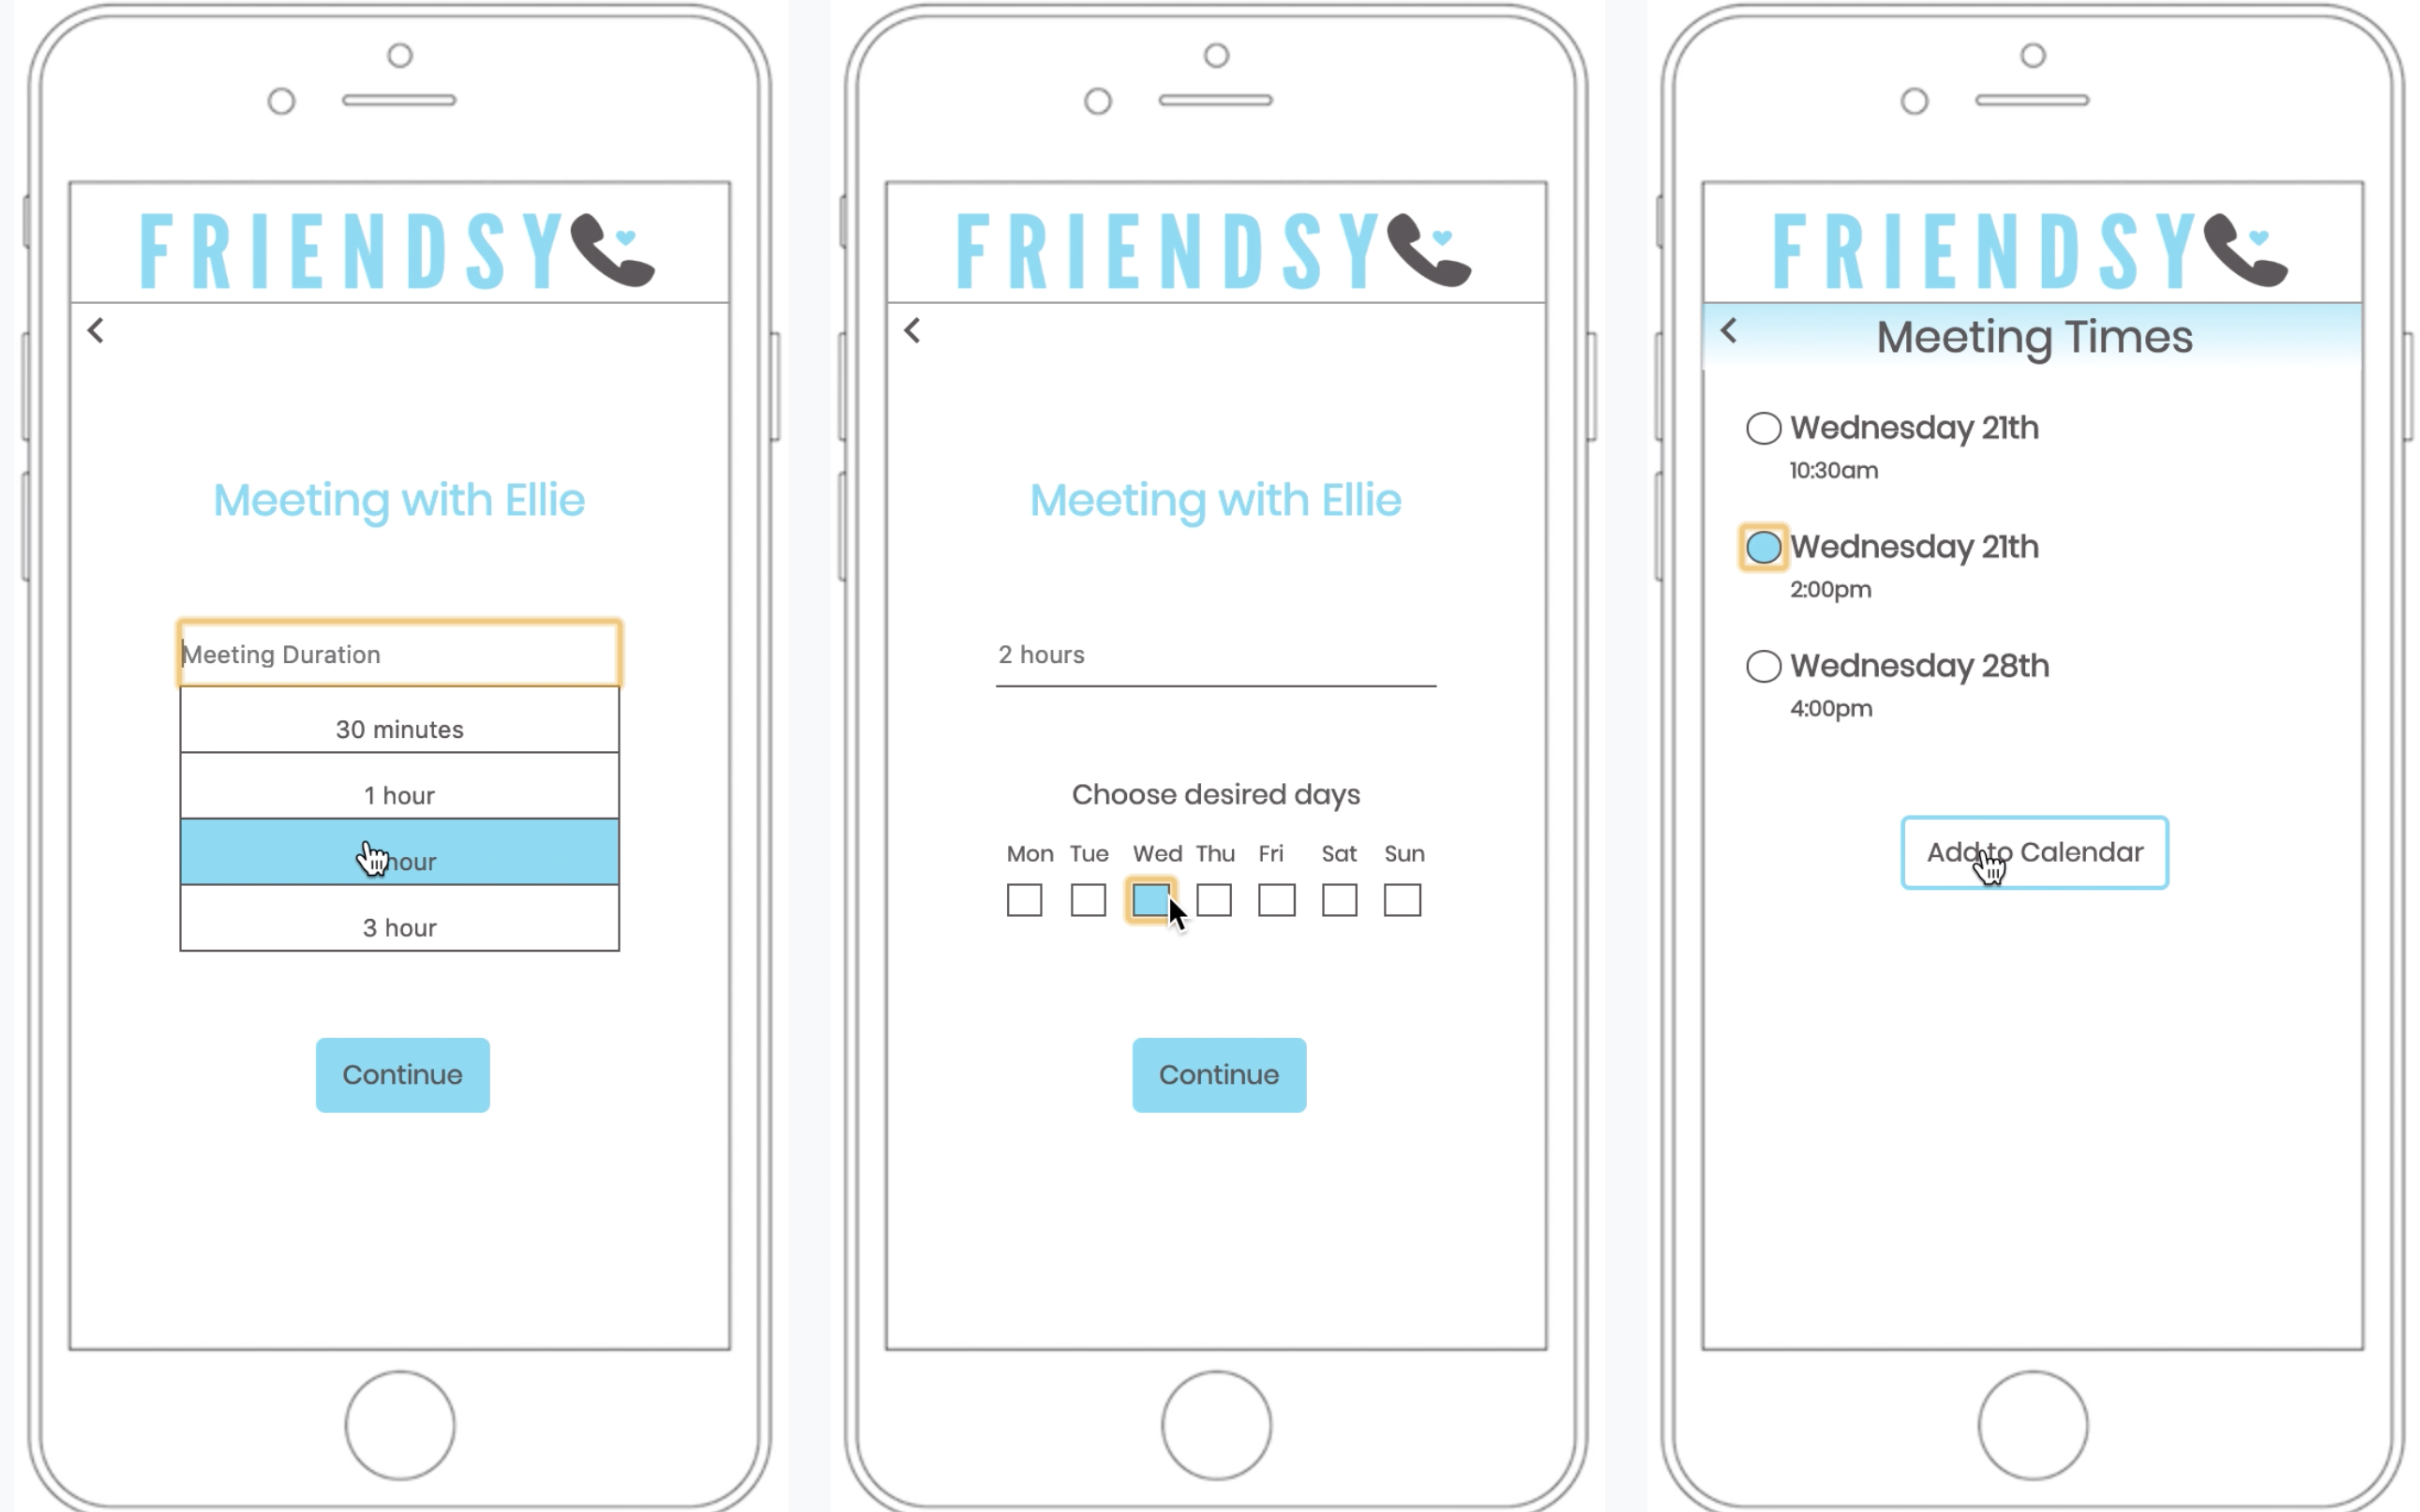 FRIENDSY
Meeting with Ellie
Meeting Duration
30 minutes
1 hour
hour
3 hour
Continue
FRIENDSY
Meeting with Ellie
2 hours
Choose desired days
Mon Tue Wed Thu Fri Sat Sun
Continue
FRIENDSY
Meeting Times
Wednesday 21th
10:30am
Wednesday 21th
2:00pm
Wednesday 28th
4:00pm
Add to Calendar